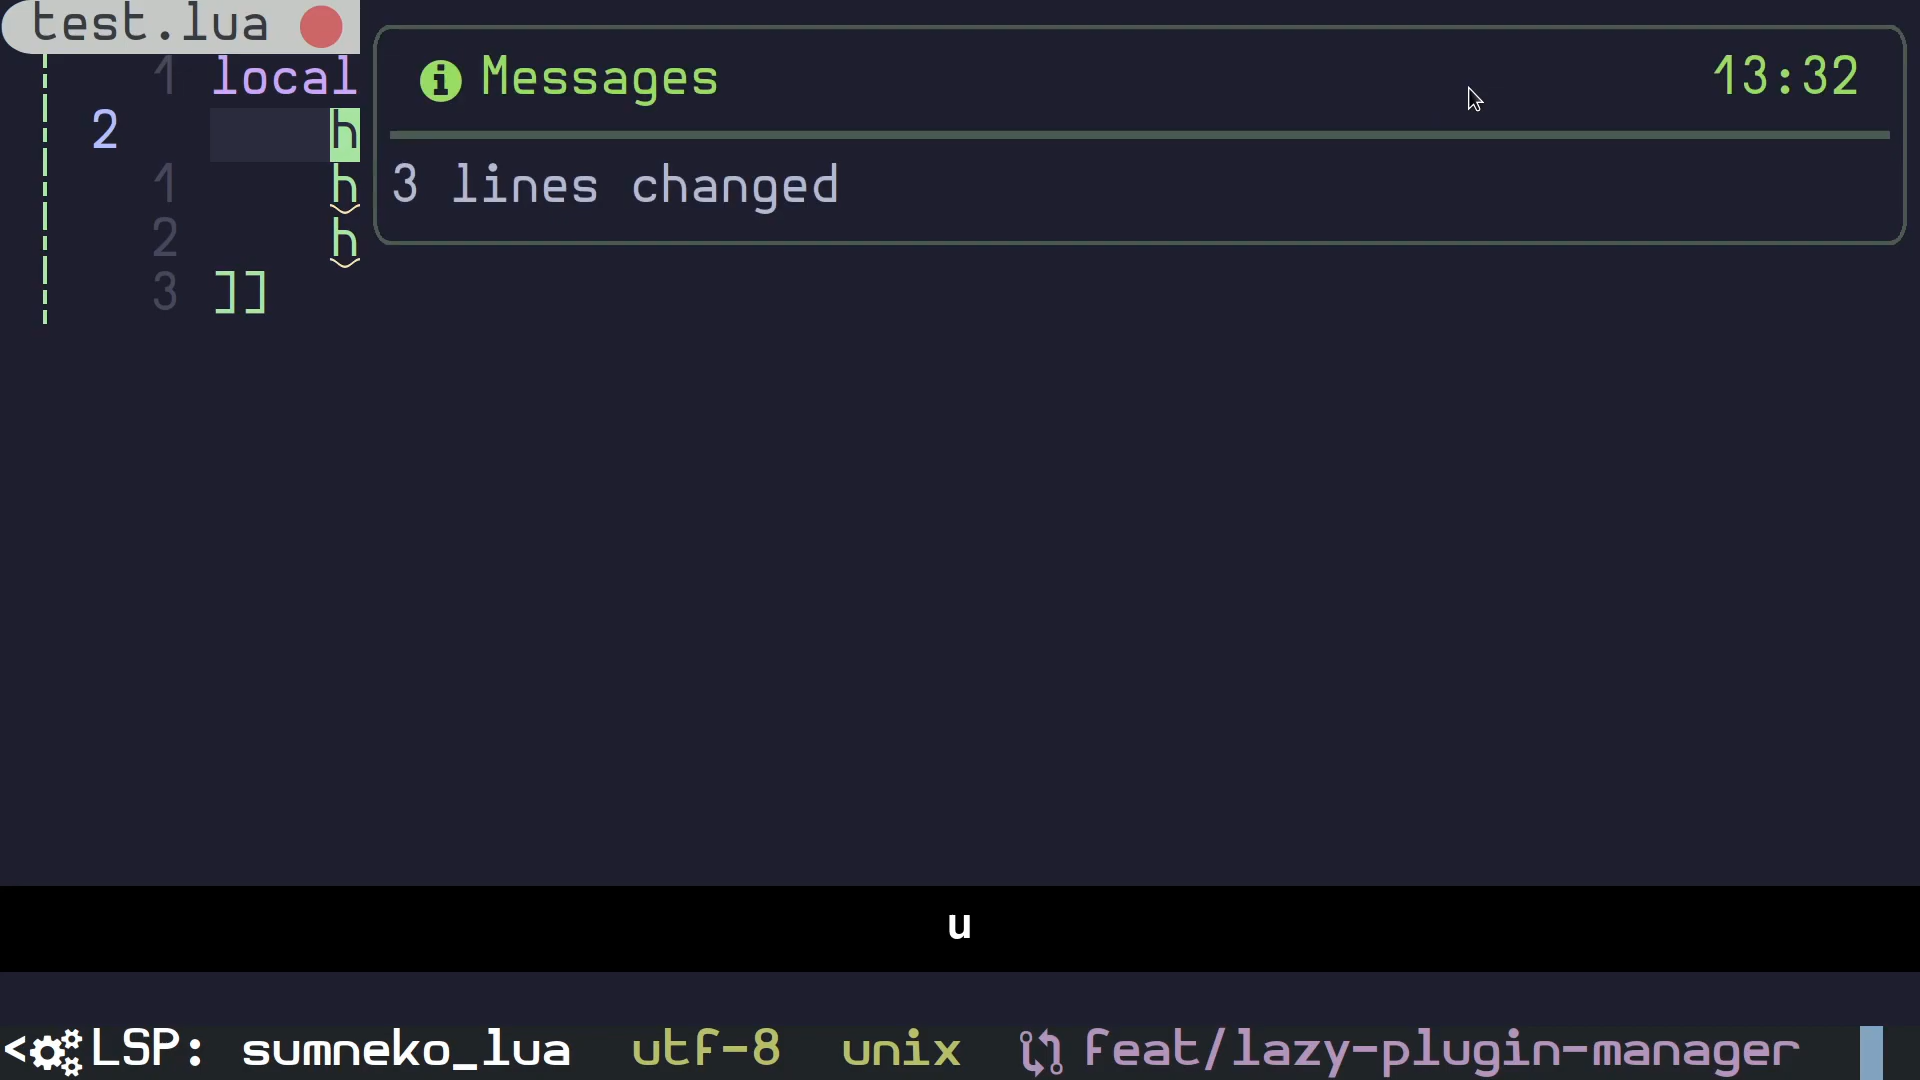 test.lua
Messages 13:32
3 lines changed
1 local
2 h
1 h
2 h
3 ]]
u
<LSP: sumneko_lua utf-8 unix feat/lazy-plugin-manager